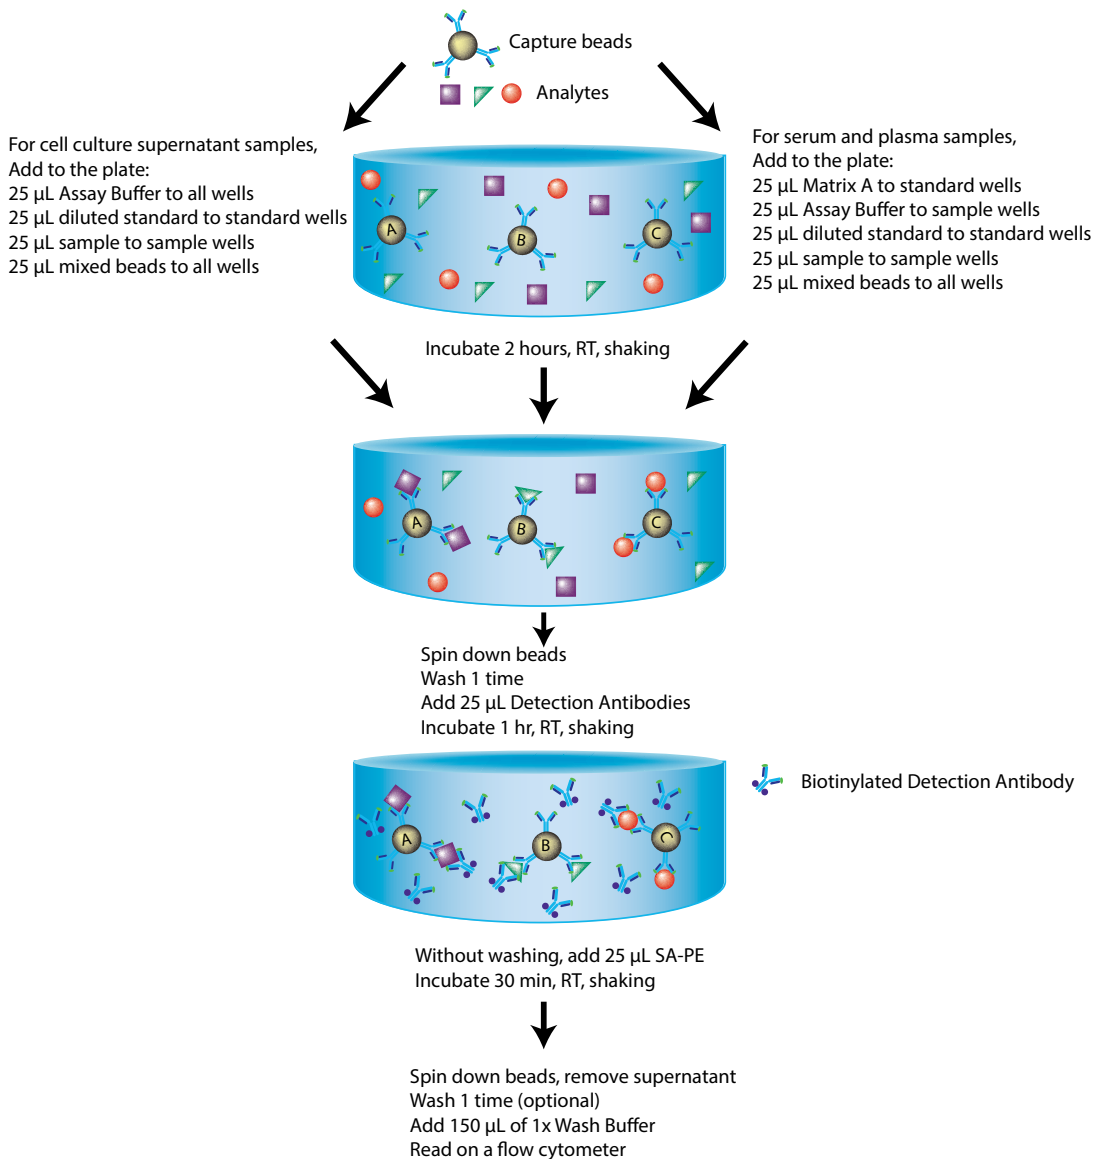 Capture beads
Analytes
For cell culture supernatant samples,
Add to the plate:
25 µL Assay Buffer to all wells
25 µL diluted standard to standard wells
25 µL sample to sample wells
25 µL mixed beads to all wells
For serum and plasma samples,
Add to the plate:
25 µL Matrix A to standard wells
25 µL Assay Buffer to sample wells
25 µL diluted standard to standard wells
25 µL sample to sample wells
25 µL mixed beads to all wells
A
B
C
Incubate 2 hours, RT, shaking
A
B
C
Spin down beads
Wash 1 time
Add 25 µL Detection Antibodies
Incubate 1 hr, RT, shaking
Biotinylated Detection Antibody
A
B
C
Without washing, add 25 µL SA-PE
Incubate 30 min, RT, shaking
Spin down beads, remove supernatant
Wash 1 time (optional)
Add 150 µL of 1x Wash Buffer
Read on a flow cytometer